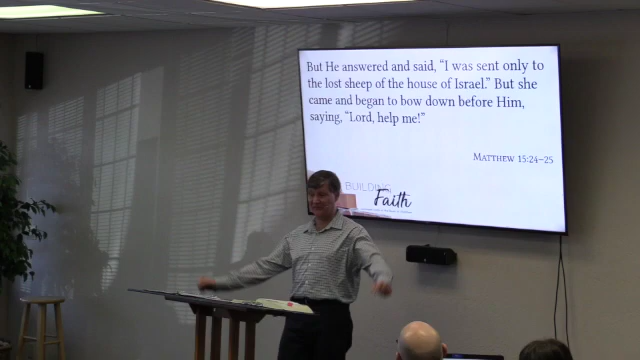 But He answered and said, “I was sent only to
the lost sheep of the house of Israel.” But she
came and began to bow down before Him,
saying, “Lord, help me!”
Matthew 15:24–25
BUILDING
Faith